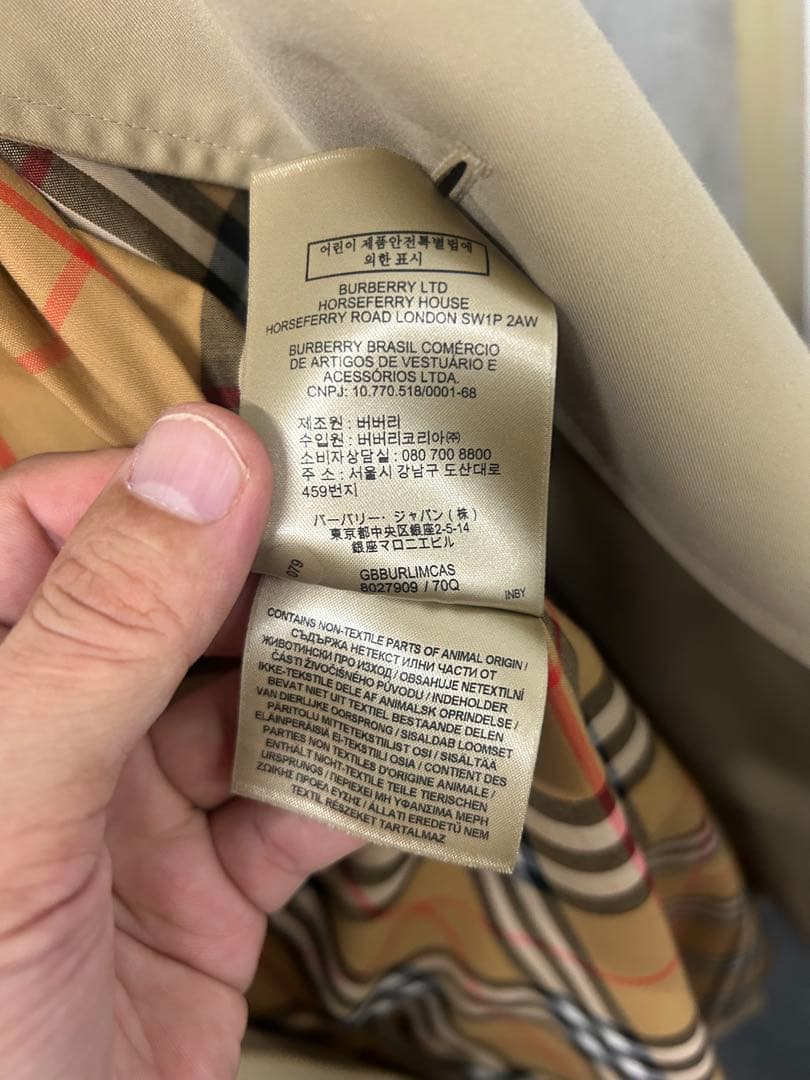 어린이 제품안전특별법에
의한 표시
BURBERRY LTD
HORSEFERRY HOUSE
HORSEFERRY ROAD LONDON SW1P 2AW
BURBERRY BRASIL COMÉRCIO
DE ARTIGOS DE VESTUÁRIO E
ACESSÓRIOS LTDA.
CNPJ: 10.770.518/0001-68
제조원 : 버버리
수입원 : 버버리코리아㈜
소비자상담실 : 080 700 8800
주 소 : 서울시 강남구 도산대로
459번지
バーバリー・ジャパン(株)
東京都中央区銀座2-5-14
銀座マロニエビル
079
GBBURLIMCAS
8027909 / 70Q
INBY
CONTAINS NON-TEXTILE PARTS OF ANIMAL ORIGIN /
СЪДЪРЖА НЕТЕКСТ ИЛНИ ЧАСТИ ОТ
ЖИВОТИНСКИ ПРО ИЗХОД / OBSAHUJE NETEXTILNÍ
ČÁSTI ŽIVOČIŠNÉHO PŮVODU / INDEHOLDER
IKKE-TEKSTILE DELE AF ANIMALSK OPRINDELSE /
BEVAT NIET UIT TEXTIEL BESTAANDE DELEN
VAN DIERLIJKE OORSPRONG / SISALDAB LOOMSET
PÄRITOLU MITTETEKSTIILIST OSI / SISÄLTÄÄ
ELÄINPERÄISIÄ EI-TEKSTIILI OSIA / CONTIENT DES
PARTIES NON TEXTILES D'ORIGINE ANIMALE /
ENTHÄLT NICHT-TEXTILE TEILE TIERISCHEN
URSPRUNGS / ΠΕΡΙΕΧΕΙ ΜΗ ΥΦΑΝΣΙΜΑ ΜΕΡΗ
ΖΩΙΚΗΣ ΠΡΟΕΛ ΕΥΣΗΣ / ÁLLATI EREDETŰ NEM
TEXTIL RÉSZEKET TARTALMAZ